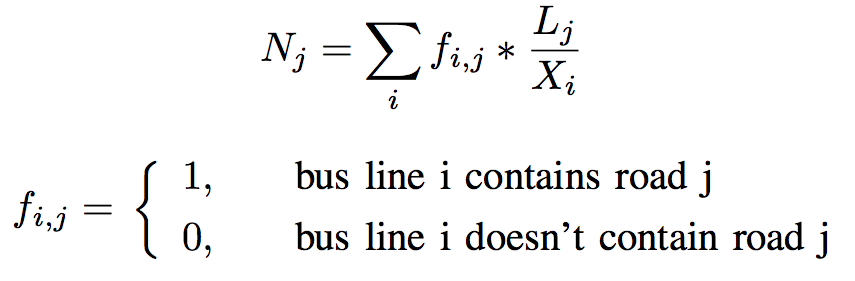 N_j = \sum_i f_{i,j} * \frac{L_j}{X_i}
f_{i,j} = { 1, bus line i contains road j
0, bus line i doesn't contain road j